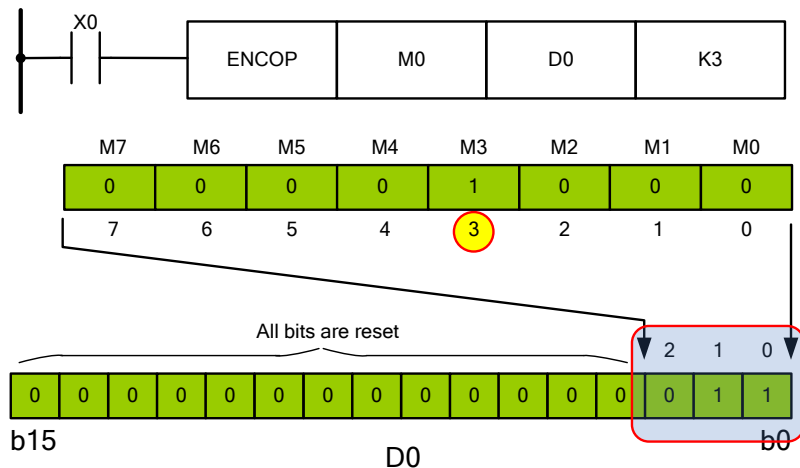 X0
ENCOP M0 D0 K3
M7 M6 M5 M4 M3 M2 M1 M0
0 0 0 0 1 0 0 0
7 6 5 4 3 2 1 0
All bits are reset
2 1 0
0 0 0 0 0 0 0 0 0 0 0 0 0 0 1 1
b15 b0
D0